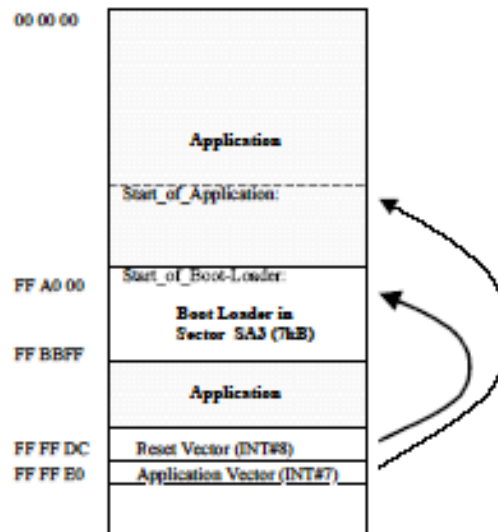 00 00 00
Application
Start_of_Application:
Start_of_Boot-Loader:
FF A0 00
Boot Loader in
Sector SA3 (7kB)
FF BBFF
Application
FF FF DC
Reset Vector (INT#8)
FF FF E0
Application Vector (INT#7)